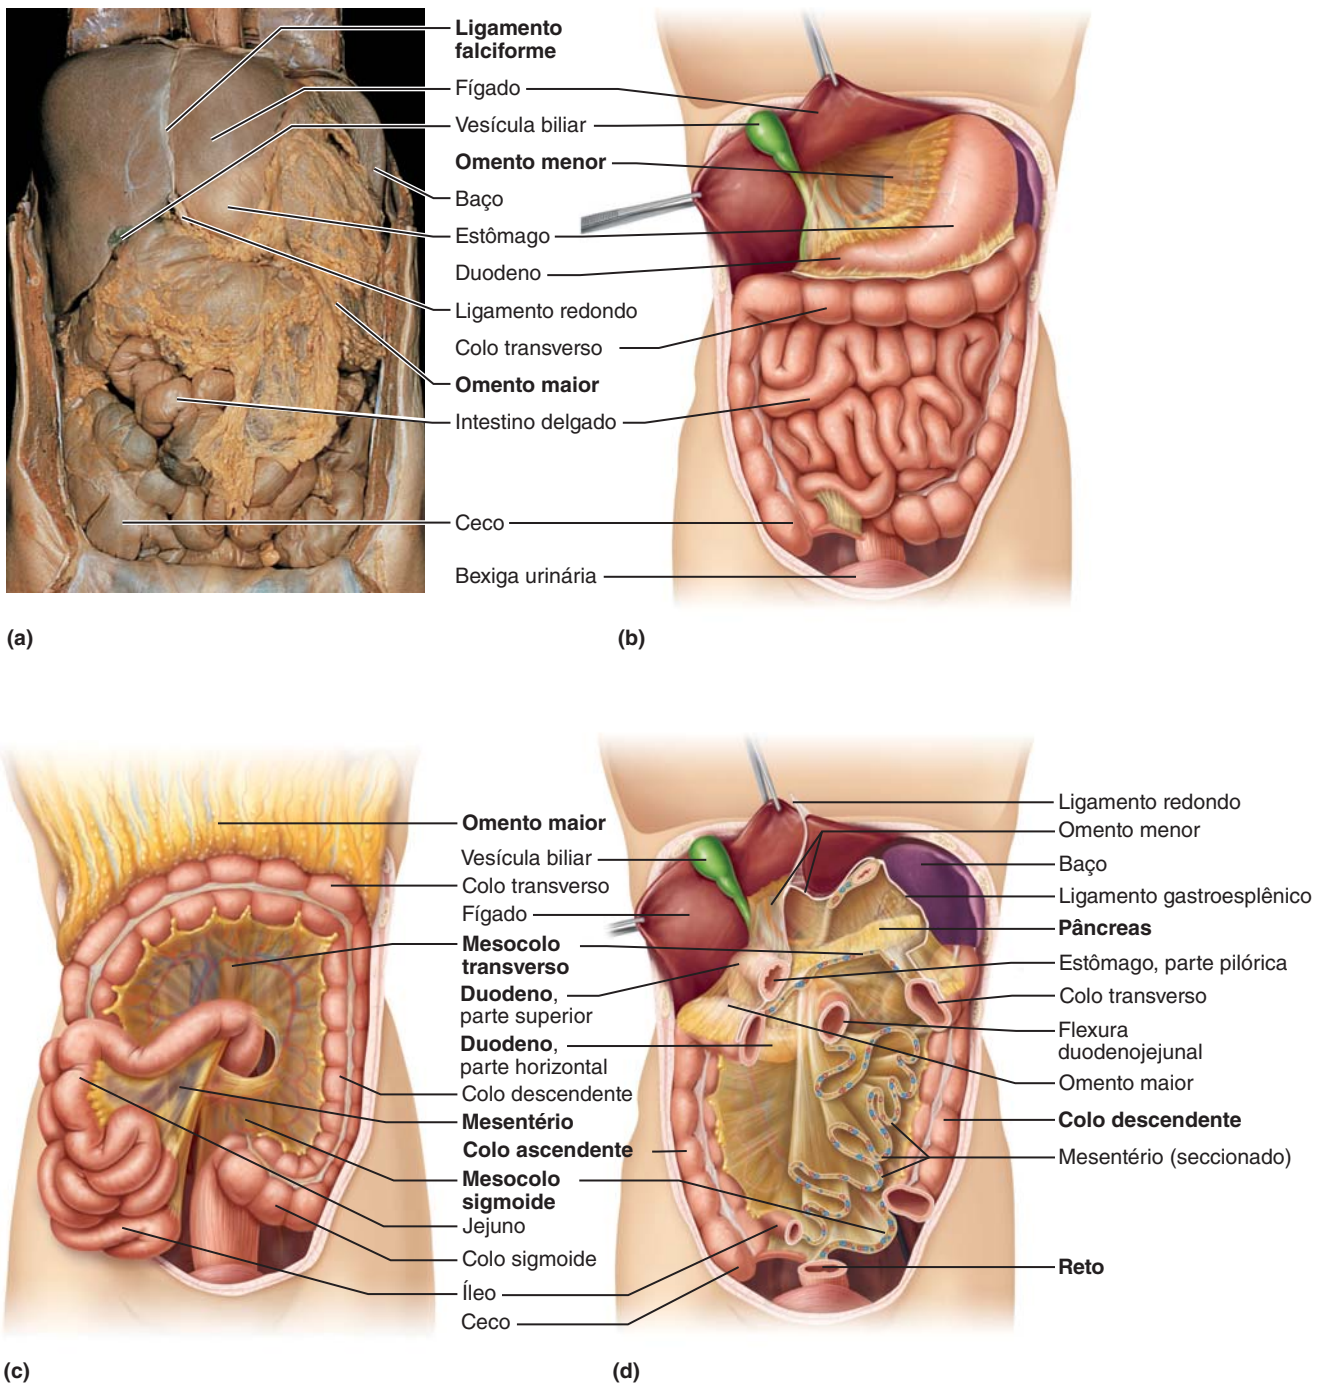 Ligamento
falciforme
Fígado
Vesícula biliar
Omento menor
Baço
Estômago
Duodeno
Ligamento redondo
Colo transverso
Omento maior
Intestino delgado
Ceco
Bexiga urinária
(a)
(b)
Omento maior
Vesícula biliar
Colo transverso
Fígado
Mesocolo
transverso
Duodeno,
parte superior
Duodeno,
parte horizontal
Colo descendente
Mesentério
Colo ascendente
Mesocolo
sigmoide
Jejuno
Colo sigmoide
Íleo
Ceco
Ligamento redondo
Omento menor
Baço
Ligamento gastroesplênico
Pâncreas
Estômago, parte pilórica
Colo transverso
Flexura
duodenojejunal
Omento maior
Colo descendente
Mesentério (seccionado)
Reto
(c)
(d)